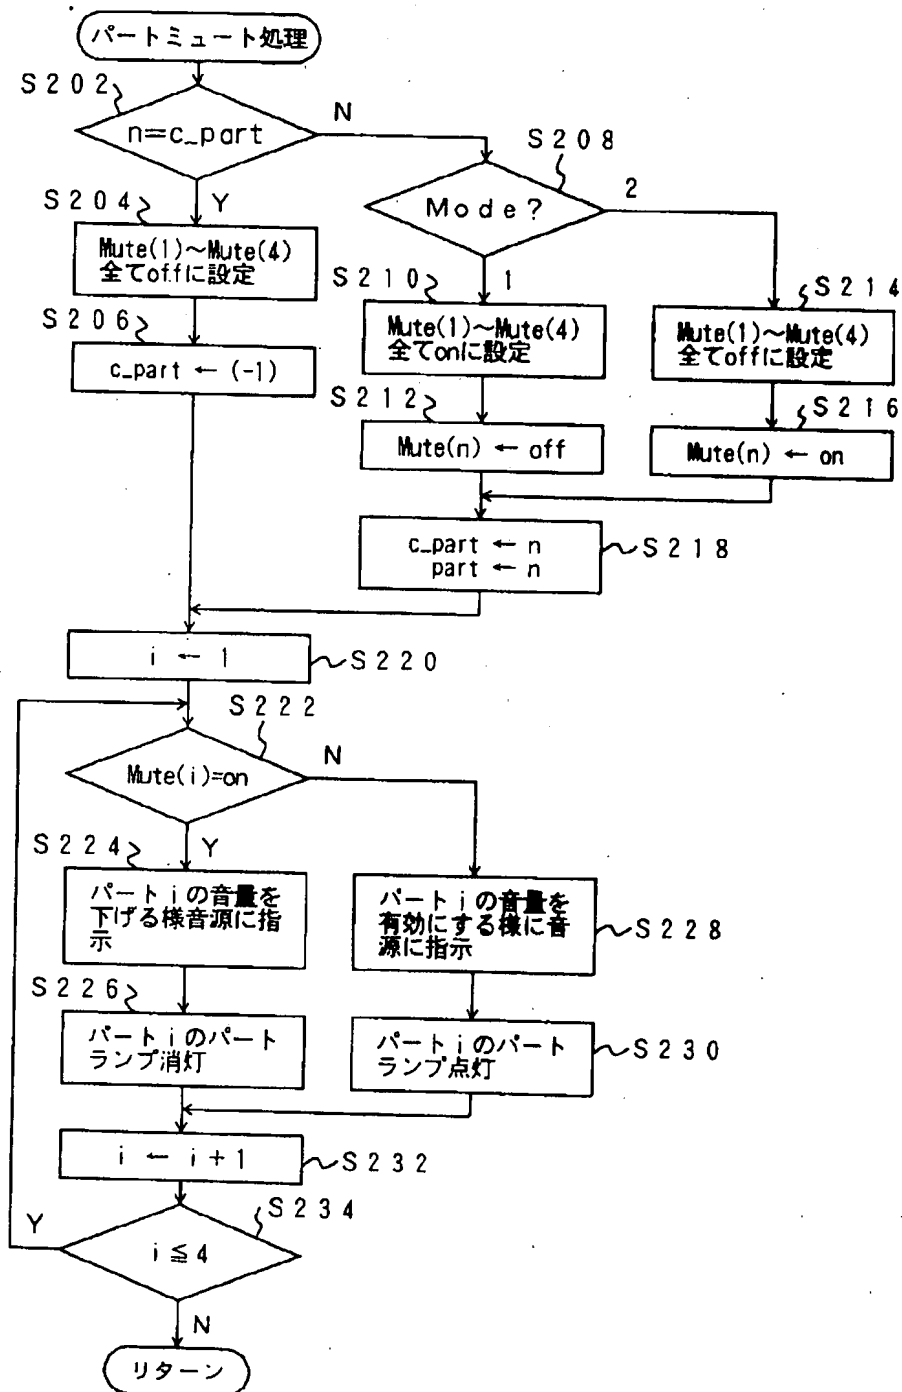 パートミュート処理
S202
n=c_part
N
Y
S208
Mode?
2
1
S204
Mute(1)～Mute(4)
全てoffに設定
S206
c_part ← (-1)
S210
Mute(1)～Mute(4)
全てonに設定
S212
Mute(n) ← off
S214
Mute(1)～Mute(4)
全てoffに設定
S216
Mute(n) ← on
c_part ← n
part ← n
S218
i ← 1
S220
S222
Mute(i)=on
N
Y
S224
パートiの音量を
下げる様音源に指
示
S226
パートiのパート
ランプ消灯
パートiの音量を
有効にする様に音
源に指示
S228
パートiのパート
ランプ点灯
S230
i ← i+1
S232
S234
i≦4
Y
N
リターン